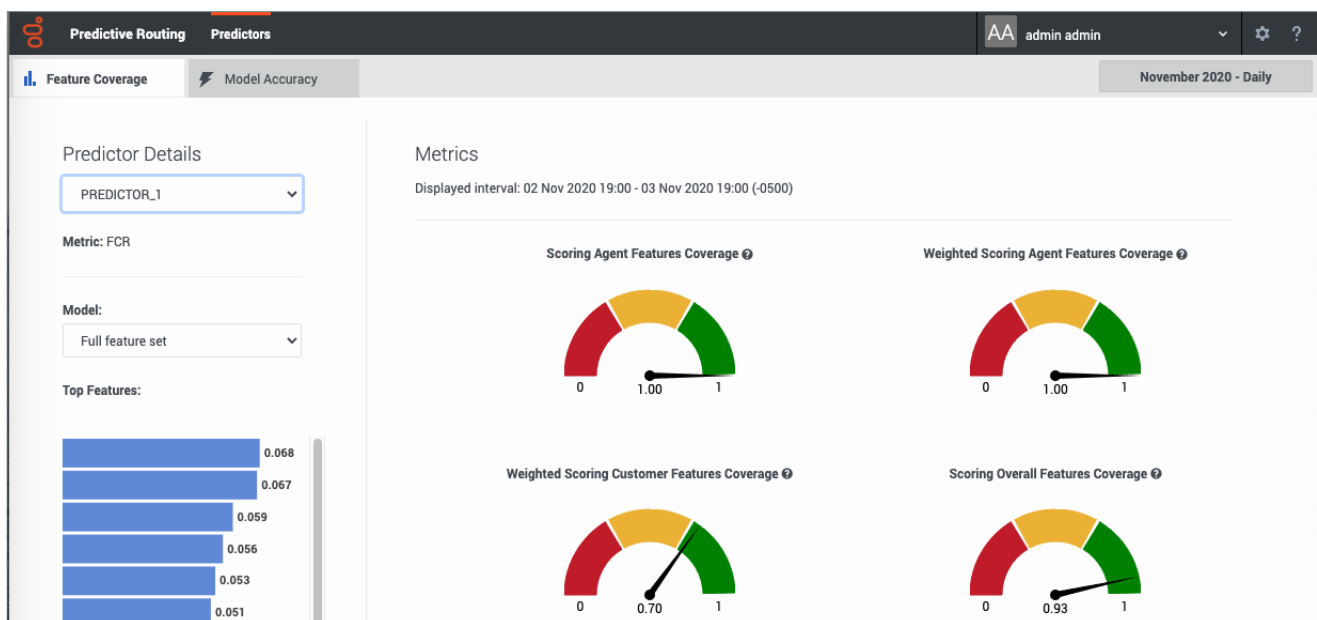 Predictive Routing Predictors AA admin admin ?
Feature Coverage Model Accuracy November 2020 - Daily
Predictor Details
PREDICTOR_1
Metric: FCR
Model:
Full feature set
Top Features:
0.068
0.067
0.059
0.056
0.053
0.051
Metrics
Displayed interval: 02 Nov 2020 19:00 - 03 Nov 2020 19:00 (-0500)
Scoring Agent Features Coverage ?
0 1.00 1
Weighted Scoring Agent Features Coverage ?
0 1.00 1
Weighted Scoring Customer Features Coverage ?
0 0.70 1
Scoring Overall Features Coverage ?
0 0.93 1